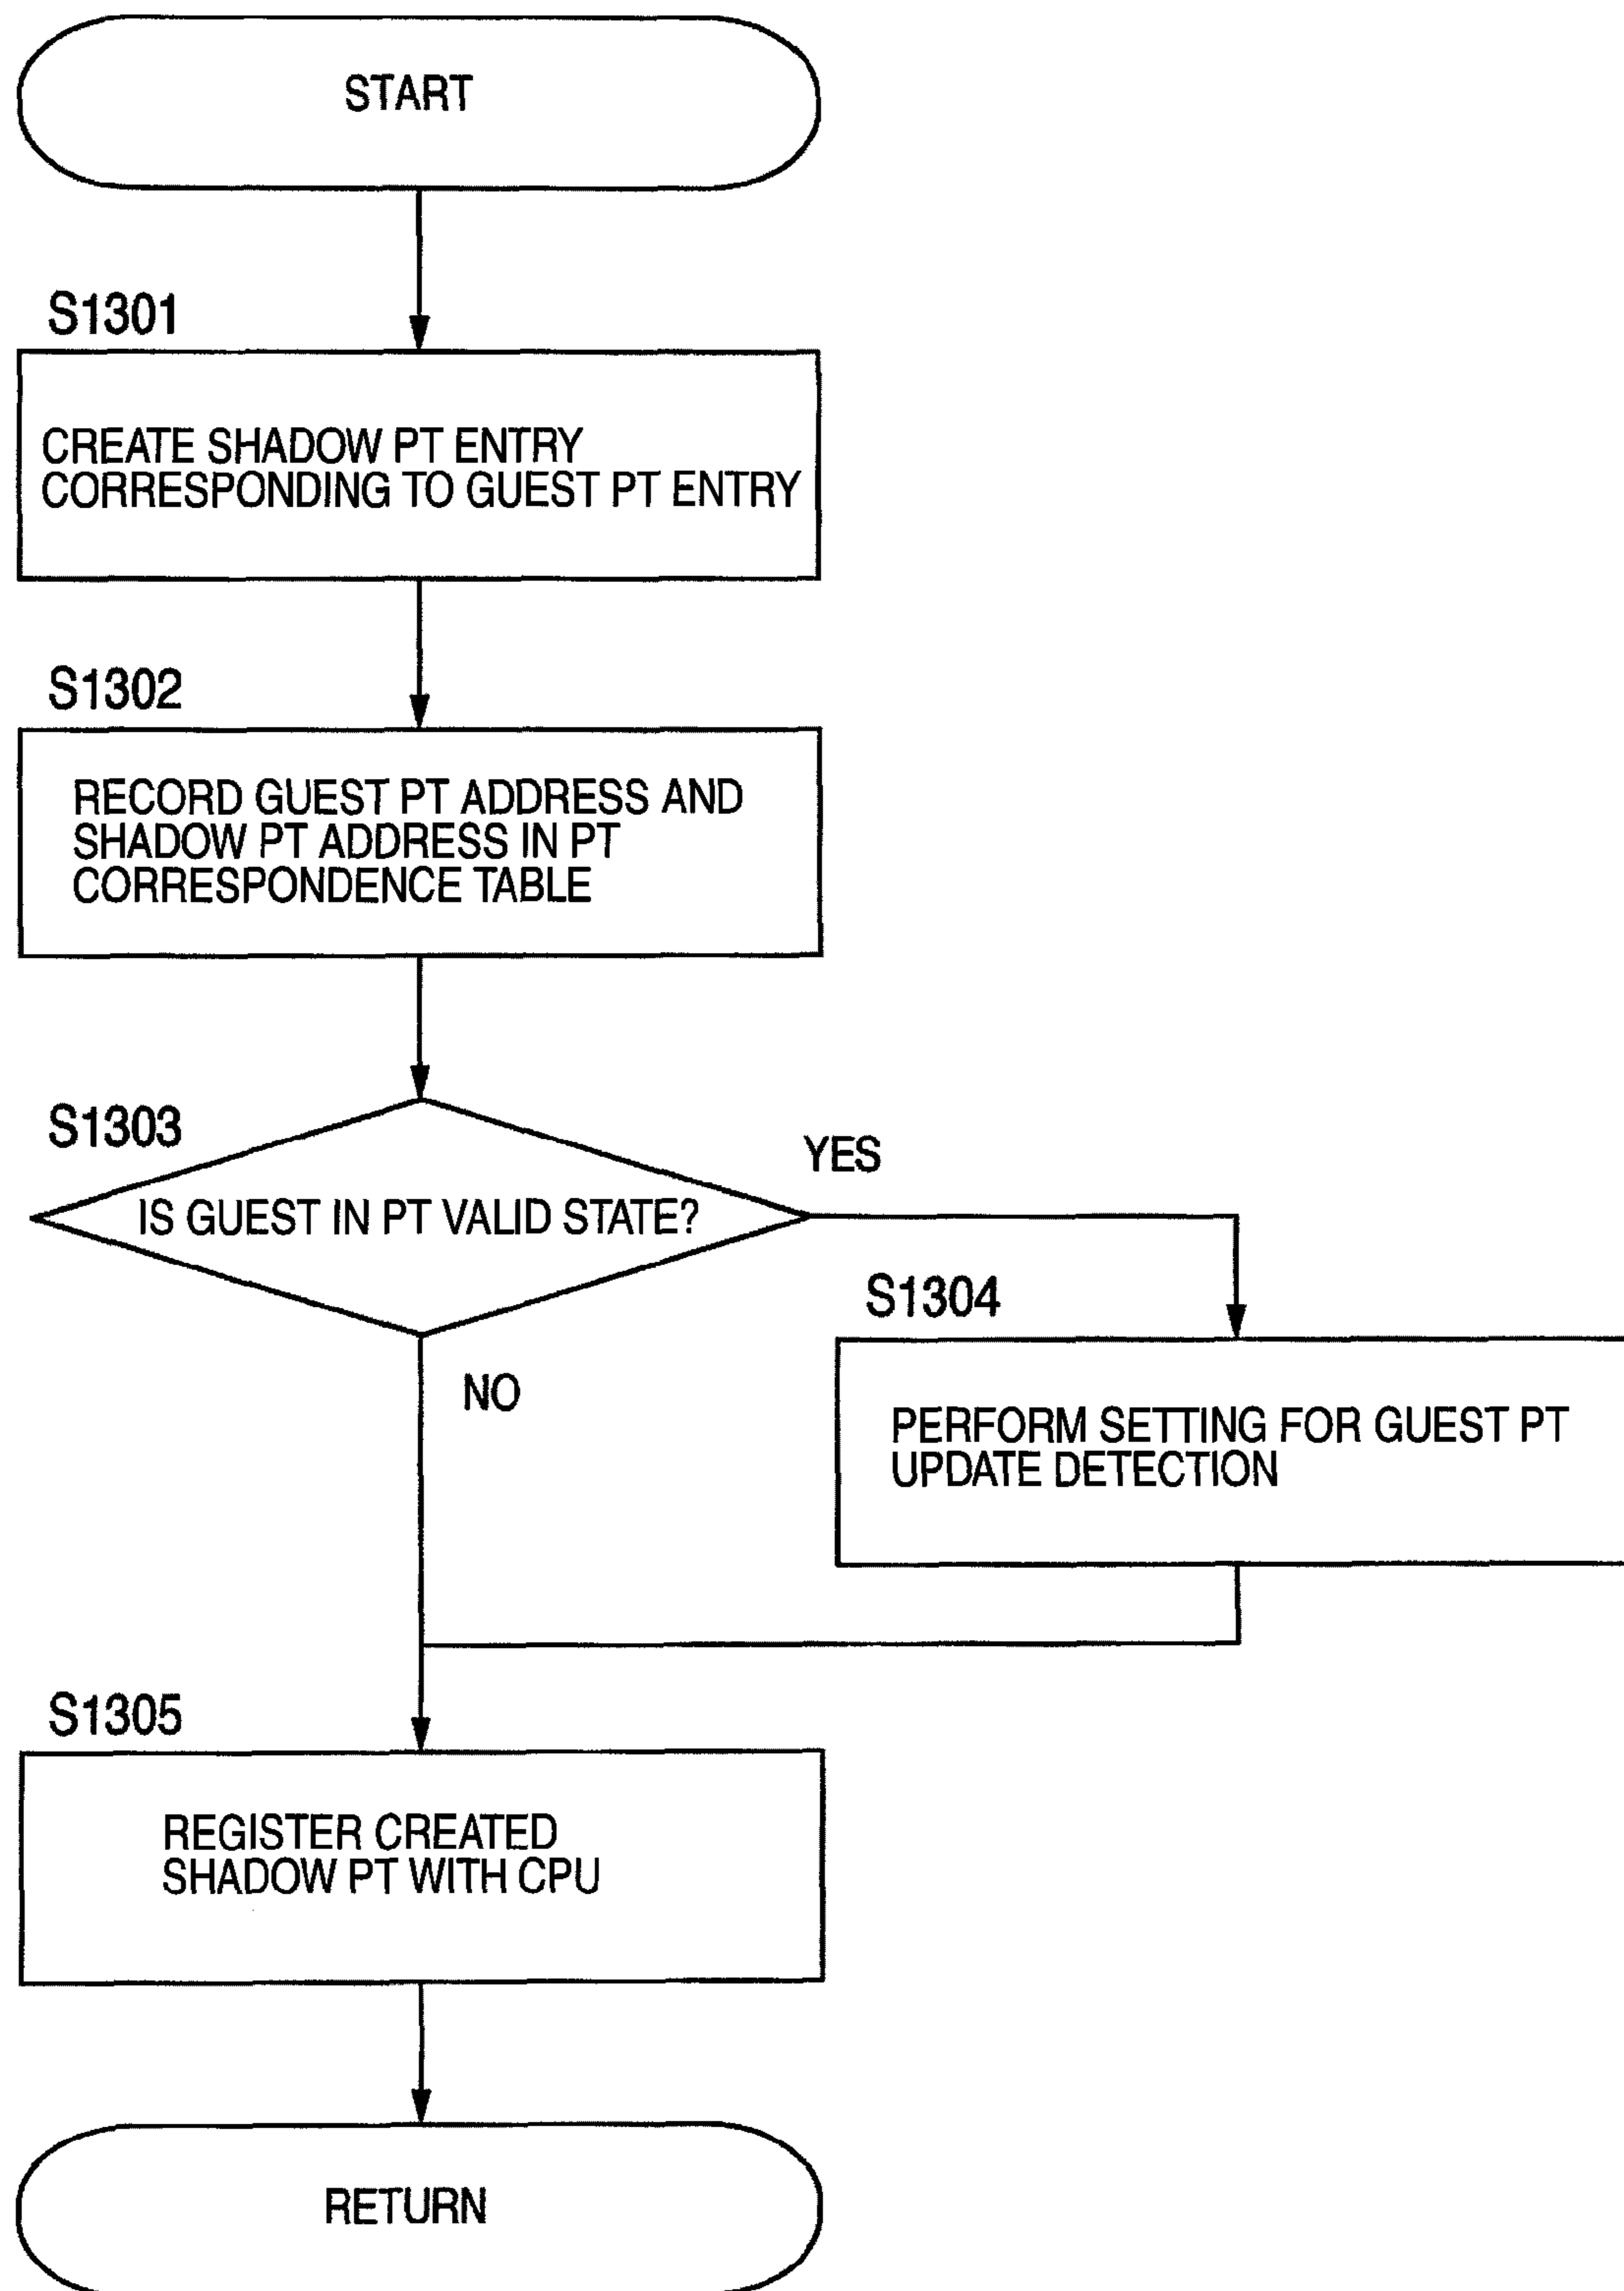 START
S1301
CREATE SHADOW PT ENTRY
CORRESPONDING TO GUEST PT ENTRY
S1302
RECORD GUEST PT ADDRESS AND
SHADOW PT ADDRESS IN PT
CORRESPONDENCE TABLE
S1303
IS GUEST IN PT VALID STATE?
YES
NO
S1304
PERFORM SETTING FOR GUEST PT
UPDATE DETECTION
S1305
REGISTER CREATED
SHADOW PT WITH CPU
RETURN